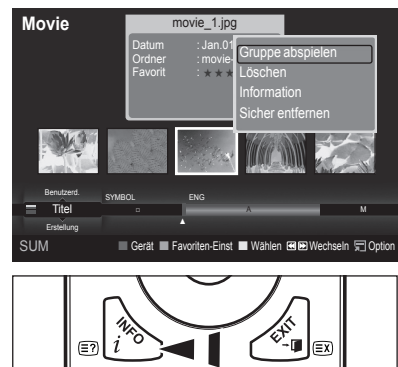 Movie
movie_1.jpg
Datum : Jan.01
Ordner : movie-
Favorit : ★ ★
Gruppe abspielen
Löschen
Information
Sicher entfernen
Benutzerd.
SYMBOL ENG
Titel A M
Erstellung
SUM Gerät Favoriten-Einst Wählen Wechseln Option
INFO
i
EXIT